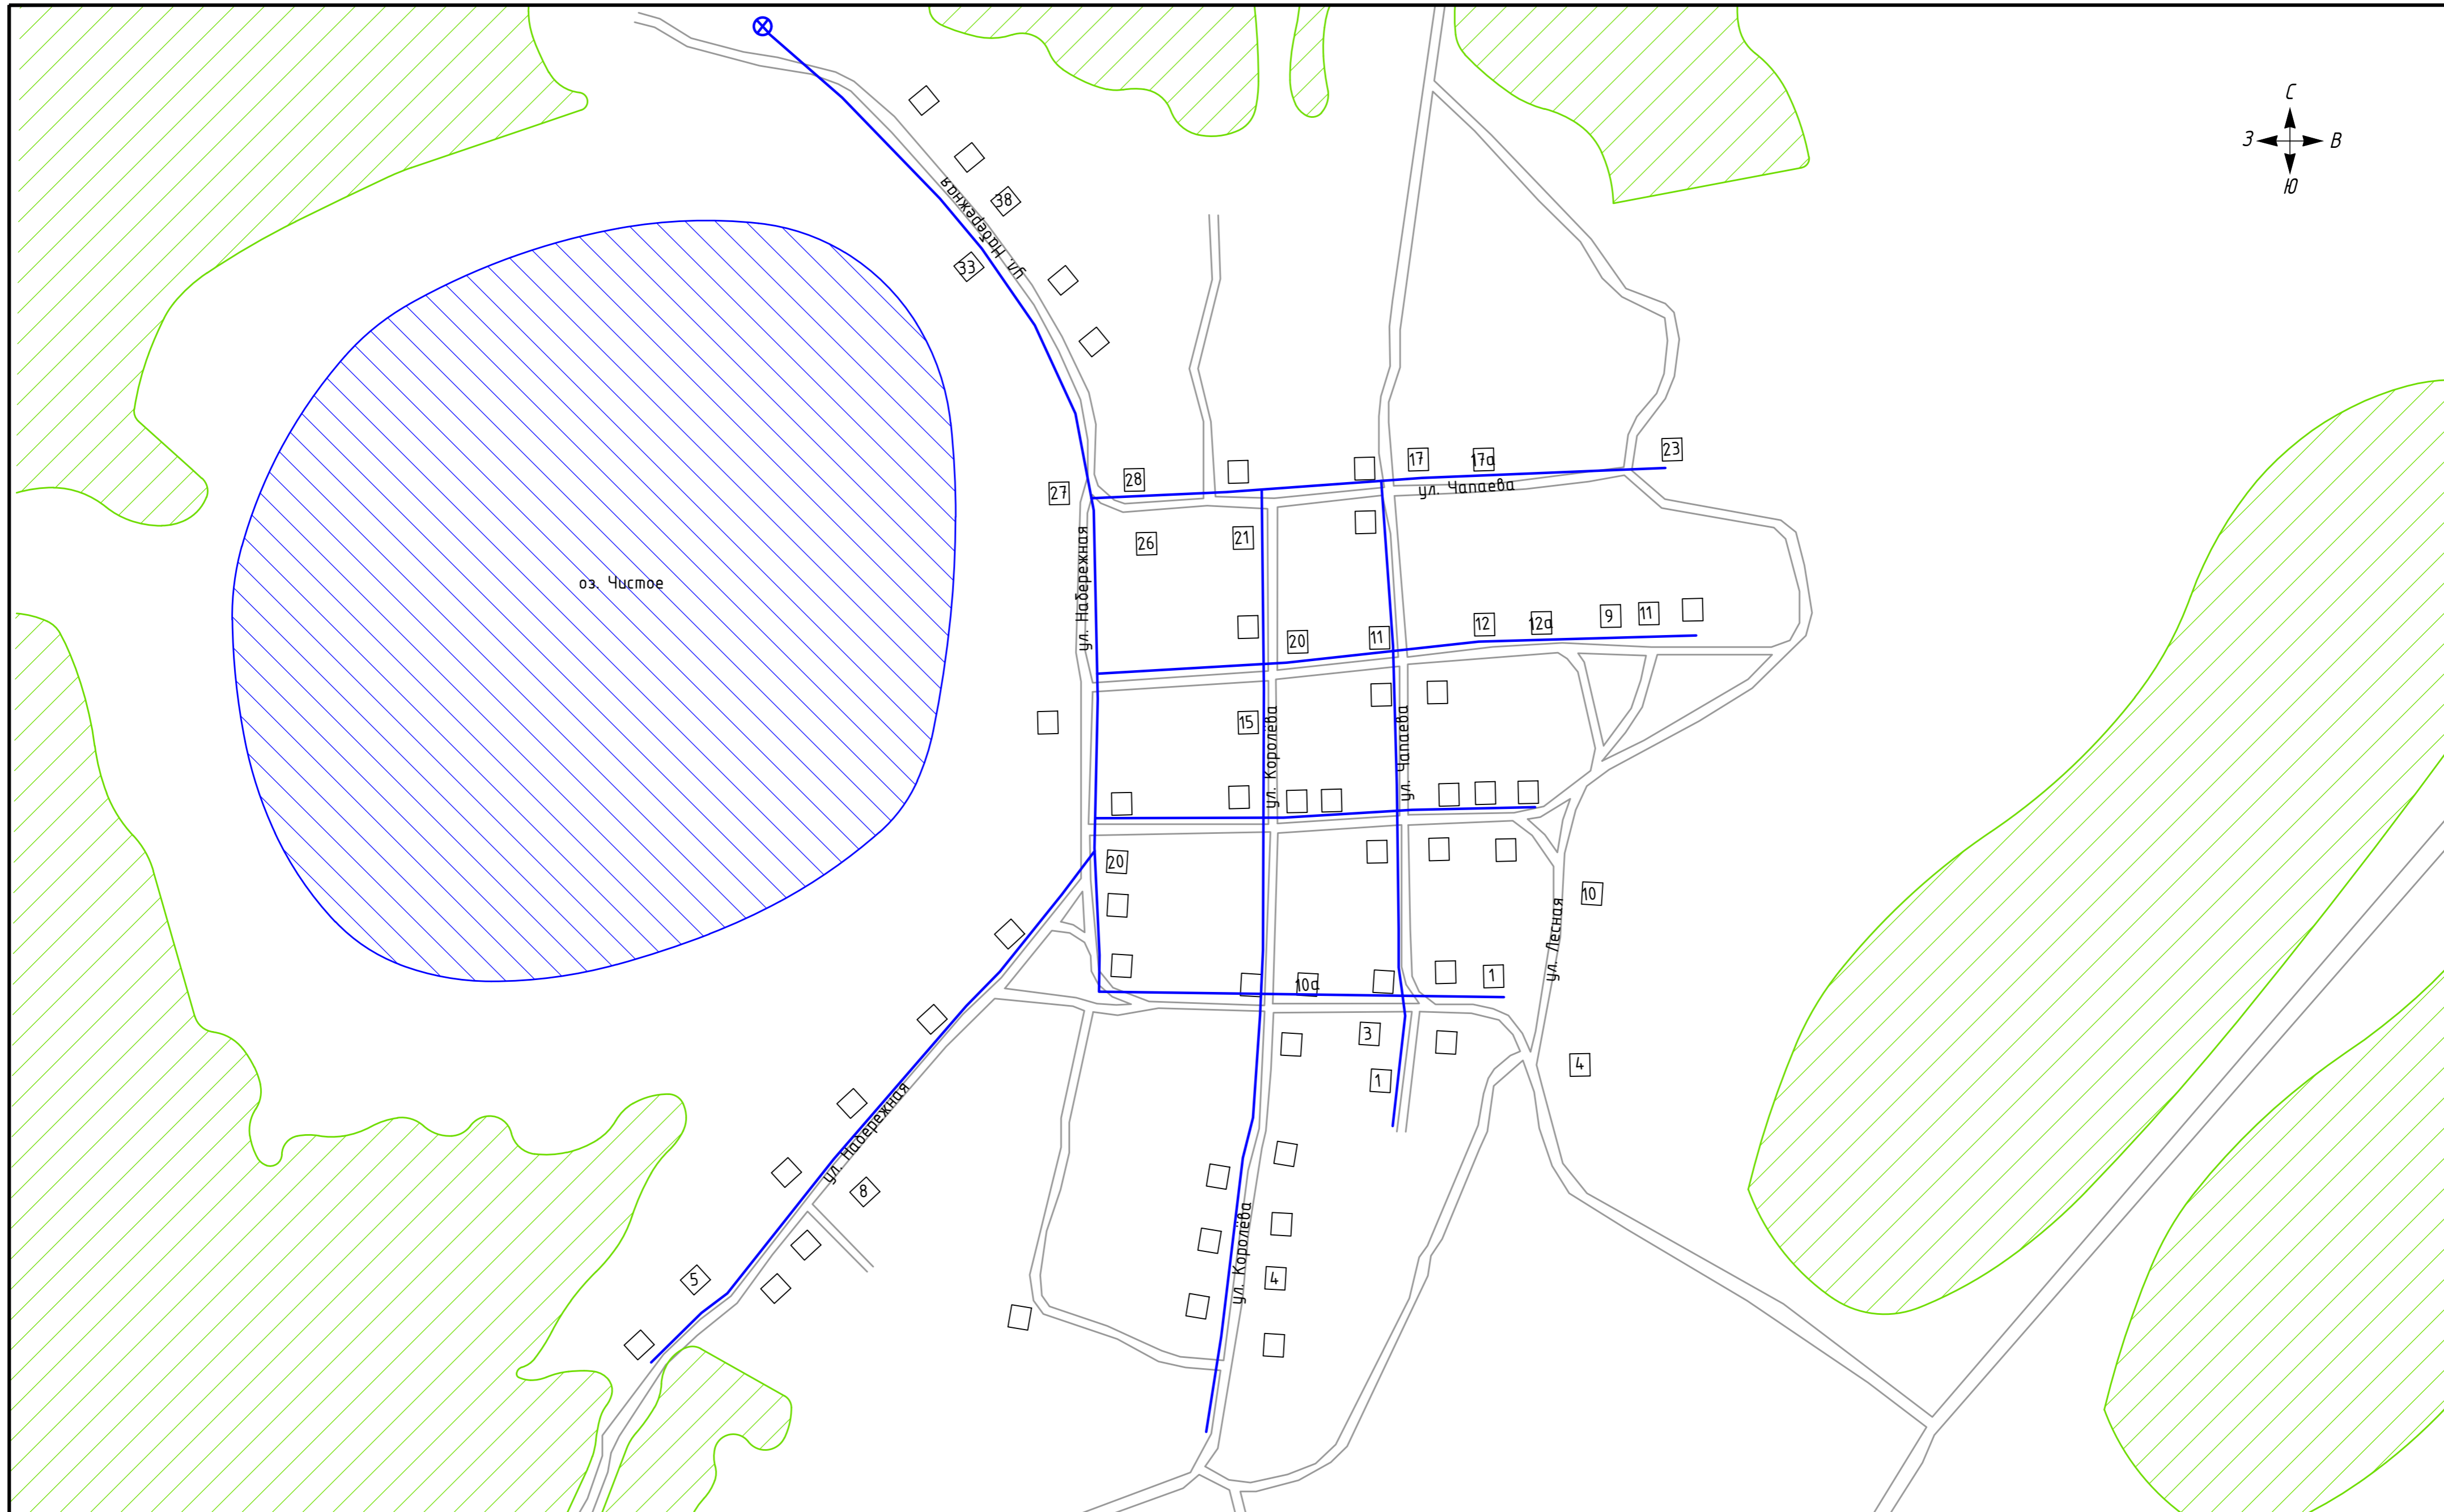 С
З
В
Ю
38
ул. Набережная
33
23
17
17а
28
ул. Чапаева
27
21
26
ул. Набережная
оз. Чистое
9
11
12
12а
11
20
15
ул. Королёва
ул. Чапаева
20
10
ул. Лесная
1
10а
3
4
1
ул. Набережная
8
ул. Королёва
4
5